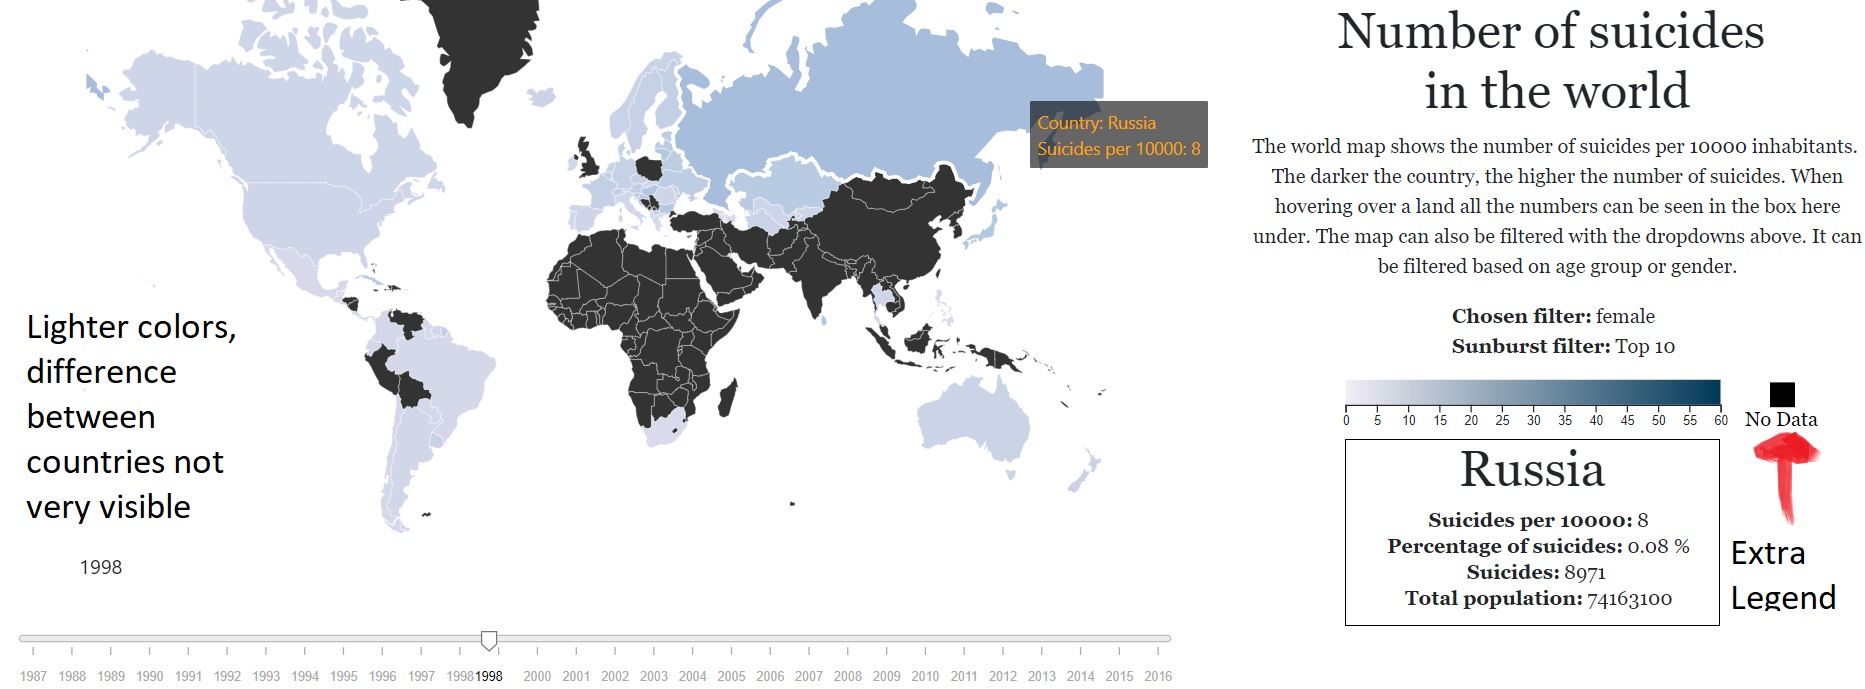 Number of suicides
in the world
The world map shows the number of suicides per 10000 inhabitants.
The darker the country, the higher the number of suicides. When
hovering over a land all the numbers can be seen in the box here
under. The map can also be filtered with the dropdowns above. It can
be filtered based on age group or gender.
Country: Russia
Suicides per 10000: 8
Chosen filter: female
Sunburst filter: Top 10
0 5 10 15 20 25 30 35 40 45 50 55 60
No Data
Russia
Suicides per 10000: 8
Percentage of suicides: 0.08 %
Suicides: 8971
Total population: 74163100
Extra
Legend
Lighter colors,
difference
between
countries not
very visible
1998
1987 1988 1989 1990 1991 1992 1993 1994 1995 1996 1997 1998 1998 2000 2001 2002 2003 2004 2005 2006 2007 2008 2009 2010 2011 2012 2013 2014 2015 2016